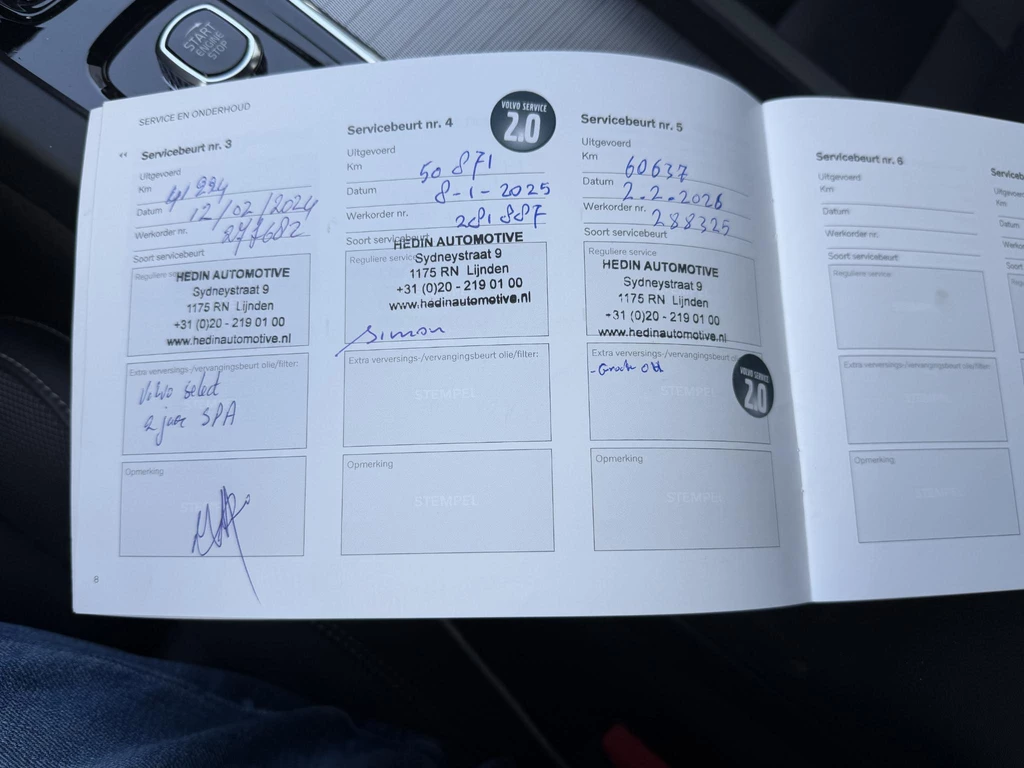 START
ENGINE
STOP
SERVICE EN ONDERHOUD
‹‹ Servicebeurt nr. 3
Uitgevoerd
Km 41 994
Datum 12/02/2024
Werkorder nr. 277682
Soort servicebeurt
Reguliere service
HEDIN AUTOMOTIVE
Sydneystraat 9
1175 RN Lijnden
+31 (0)20 - 219 01 00
www.hedinautomotive.nl
Extra verversings-/vervangingsbeurt olie/filter:
Volvo Select
2 jaar SPA
Opmerking
8
Servicebeurt nr. 4
VOLVO SERVICE
2.0
Uitgevoerd
Km 50 871
Datum 8-1-2025
Werkorder nr. 281 887
Soort servicebeurt
Reguliere service
HEDIN AUTOMOTIVE
Sydneystraat 9
1175 RN Lijnden
+31 (0)20 - 219 01 00
www.hedinautomotive.nl
Simon
Extra verversings-/vervangingsbeurt olie/filter:
STEMPEL
Opmerking
STEMPEL
Servicebeurt nr. 5
Uitgevoerd
Km 60637
Datum 2-2-2026
Werkorder nr. 288325
Soort servicebeurt
Reguliere service
HEDIN AUTOMOTIVE
Sydneystraat 9
1175 RN Lijnden
+31 (0)20 - 219 01 00
www.hedinautomotive.nl
Extra verversings-/vervangingsbeurt
VOLVO SERVICE
2.0
STEMPEL
Opmerking
STEMPEL
Servicebeurt nr. 6
Uitgevoerd
Km
Datum
Werkorder nr.
Soort servicebeurt
Reguliere service
Extra verversings-/vervangingsbeurt olie/filter:
STEMPEL
Opmerking
STEMPEL